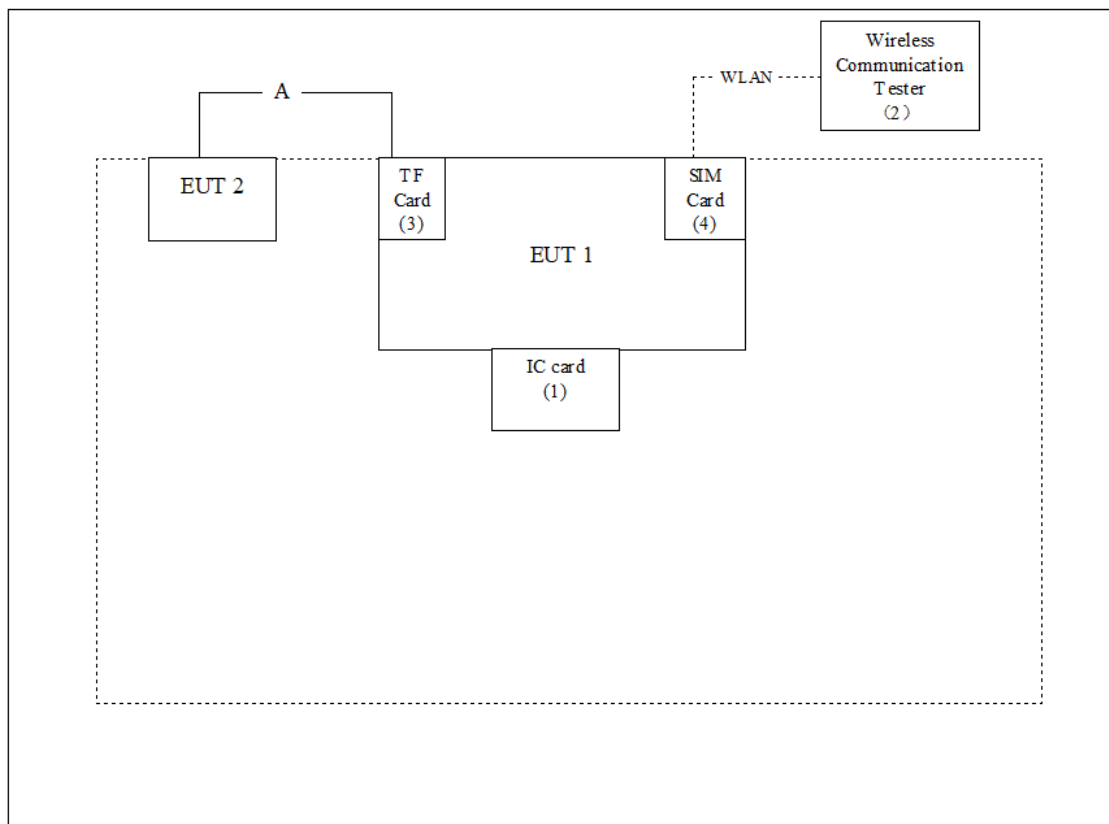 Wireless
Communication
Tester
（2）
WLAN
A
EUT 2
TF
Card
(3)
SIM
Card
(4)
EUT 1
IC card
(1)